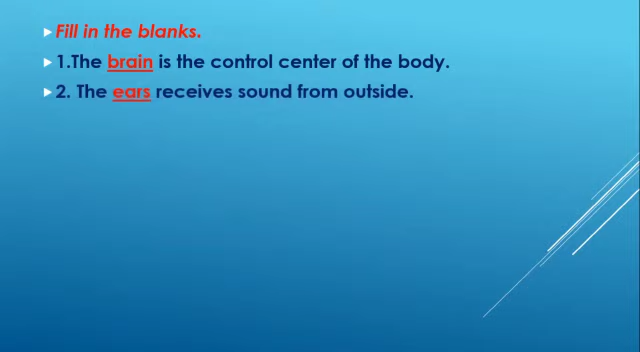 Fill in the blanks.
1.The brain is the control center of the body.
2. The ears receives sound from outside.